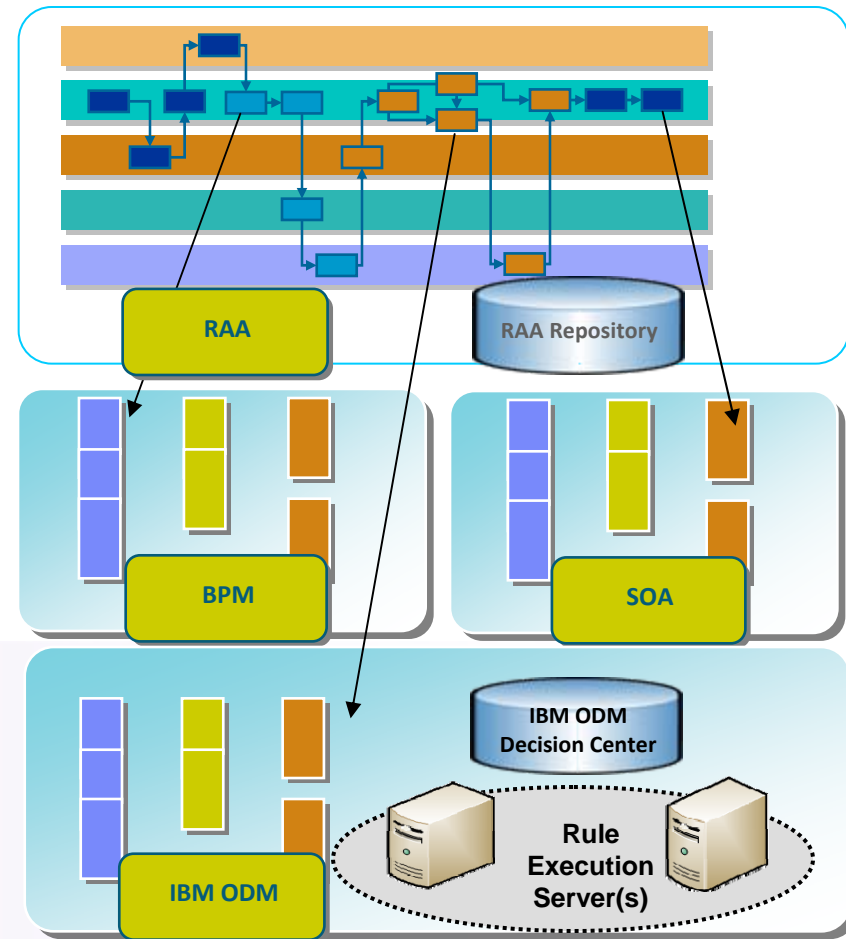 RAA
RAA Repository
BPM
SOA
IBM ODM
Decision Center
Rule
Execution
Server(s)
IBM ODM